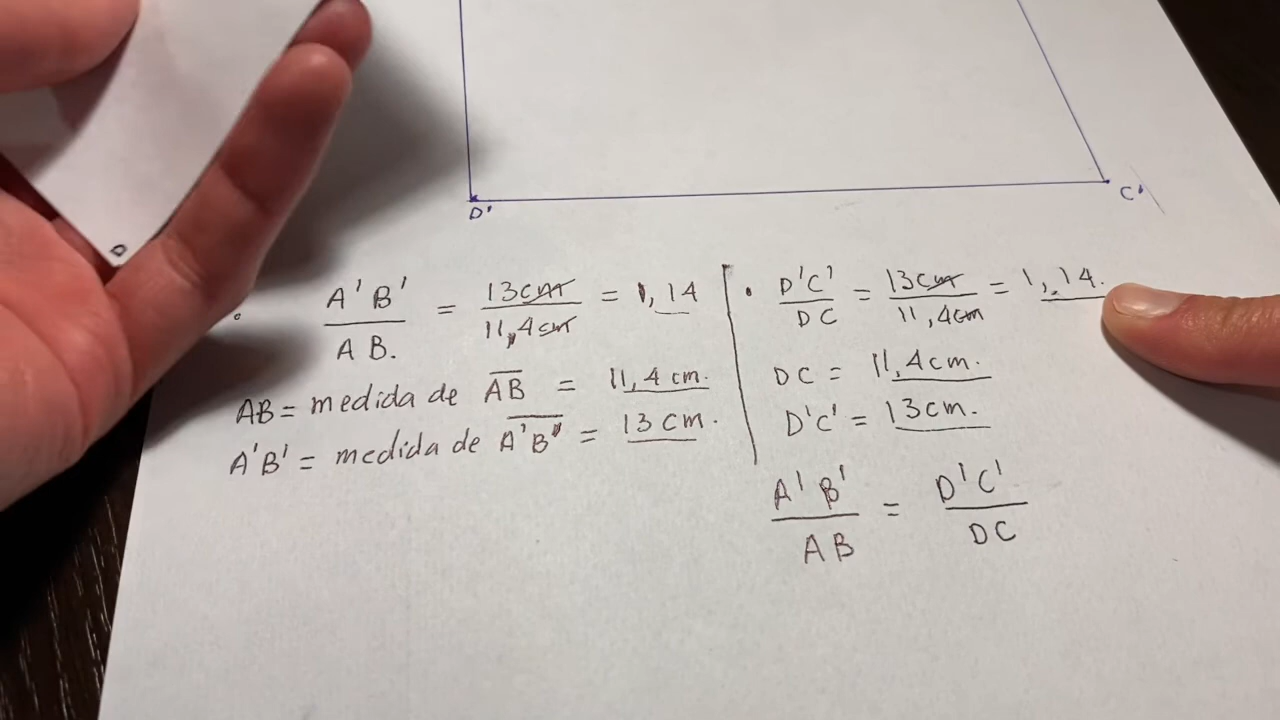 D
D'
C'
• A'B' / AB. = 13cm / 11,4cm = 1,14
AB = medida de AB = 11,4 cm.
A'B' = medida de A'B' = 13 cm.
• D'C' / DC = 13cm / 11,4cm = 1,14.
DC = 11,4cm.
D'C' = 13cm.
A'B' / AB = D'C' / DC